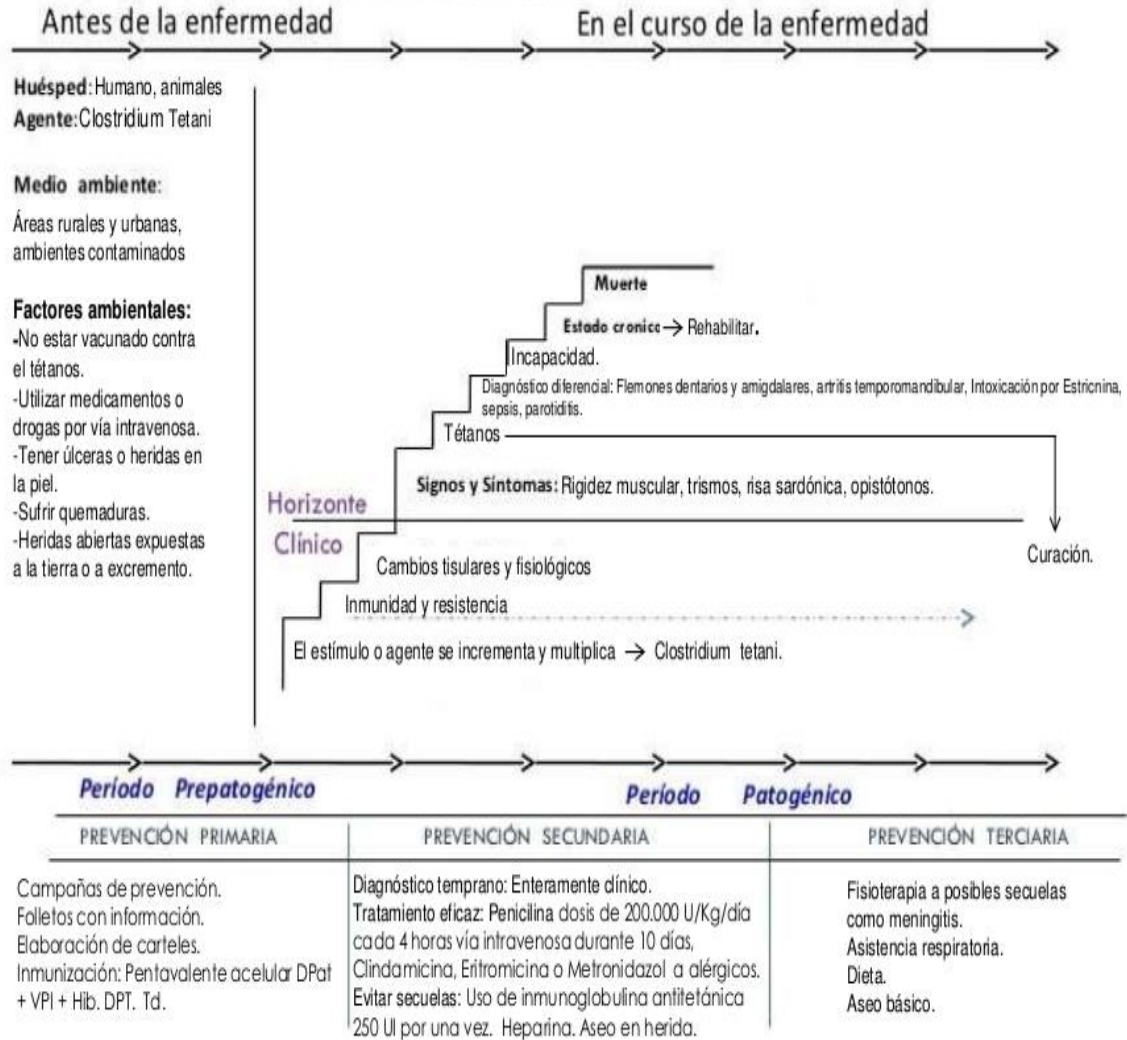 Antes de la enfermedad
En el curso de la enfermedad
Huésped: Humano, animales
Agente: Clostridium Tetani
Medio ambiente:
Áreas rurales y urbanas,
ambientes contaminados
Factores ambientales:
-No estar vacunado contra
el tétanos.
-Utilizar medicamentos o
drogas por vía intravenosa.
-Tener úlceras o heridas en
la piel.
-Sufrir quemaduras.
-Heridas abiertas expuestas
a la tierra o a excremento.
Muerte
Estado cronico → Rehabilitar.
Incapacidad.
Diagnóstico diferencial: Flemones dentarios y amigdalares, artritis temporomandibular, Intoxicación por Estricnina,
sepsis, parotiditis.
Tétanos
Signos y Síntomas: Rigidez muscular, trismos, risa sardónica, opistótonos.
Horizonte
Clínico
Curación.
Cambios tisulares y fisiológicos
Inmunidad y resistencia
El estímulo o agente se incrementa y multiplica → Clostridium tetani.
Período Prepatogénico
Período Patogénico
PREVENCIÓN PRIMARIA
Campañas de prevención.
Folletos con información.
Elaboración de carteles.
Inmunización: Pentavalente acelular DPat
+ VPI + Hib. DPT. Td.
PREVENCIÓN SECUNDARIA
Diagnóstico temprano: Enteramente clínico.
Tratamiento eficaz: Penicilina dosis de 200.000 U/Kg/día
cada 4 horas vía intravenosa durante 10 días,
Clindamicina, Eritromicina o Metronidazol a alérgicos.
Evitar secuelas: Uso de inmunoglobulina antitetánica
250 UI por una vez. Heparina. Aseo en herida.
PREVENCIÓN TERCIARIA
Fisioterapia a posibles secuelas
como meningitis.
Asistencia respiratoria.
Dieta.
Aseo básico.